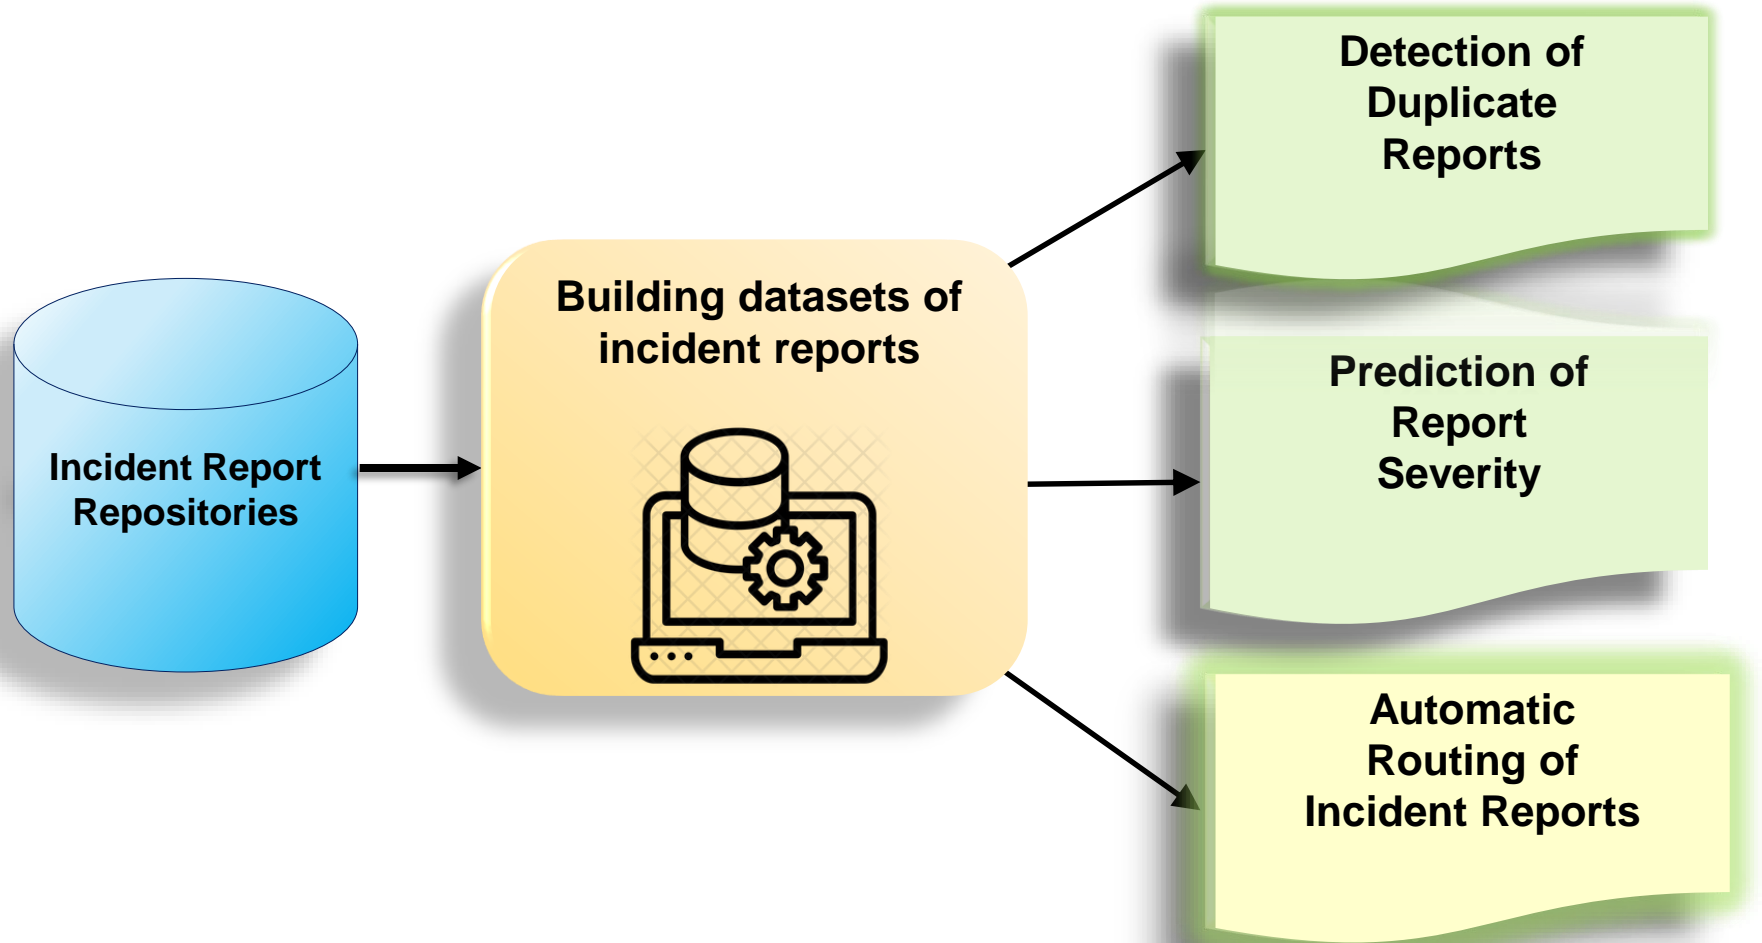 Incident Report
Repositories
Building datasets of
incident reports
Detection of
Duplicate
Reports
Prediction of
Report
Severity
Automatic
Routing of
Incident Reports